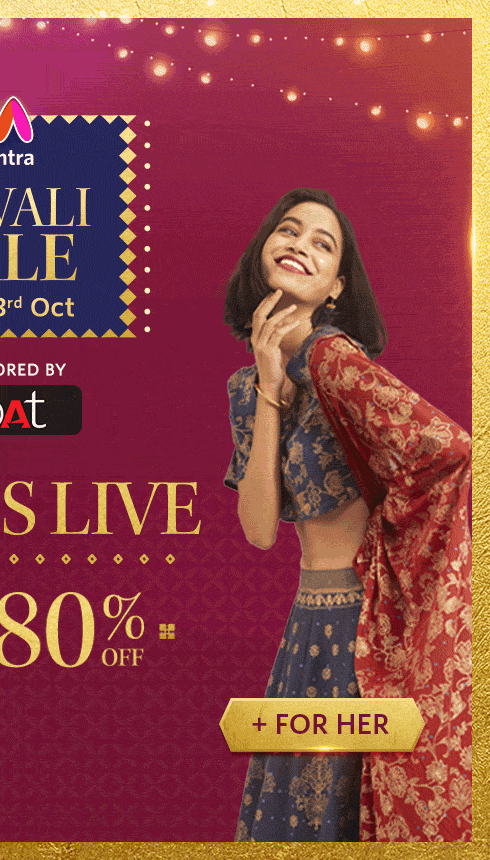 ntra
VALI
LE
3rd Oct
ORED BY
At
S LIVE
80%
OFF
+ FOR HER